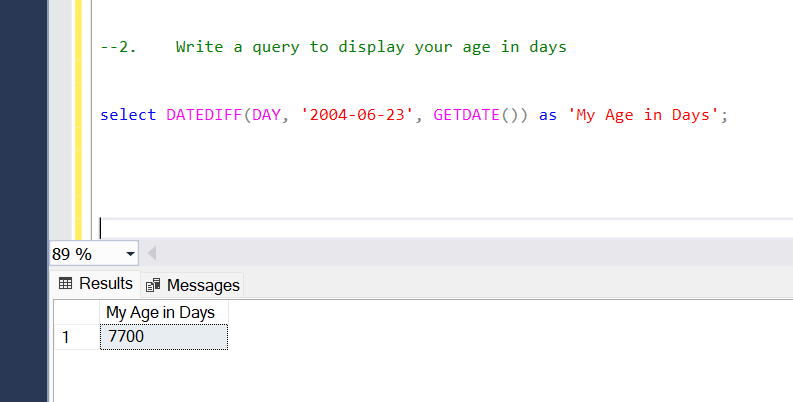 --2.    Write a query to display your age in days
select DATEDIFF(DAY, '2004-06-23', GETDATE()) as 'My Age in Days';
89 %
Results Messages
My Age in Days
1 7700